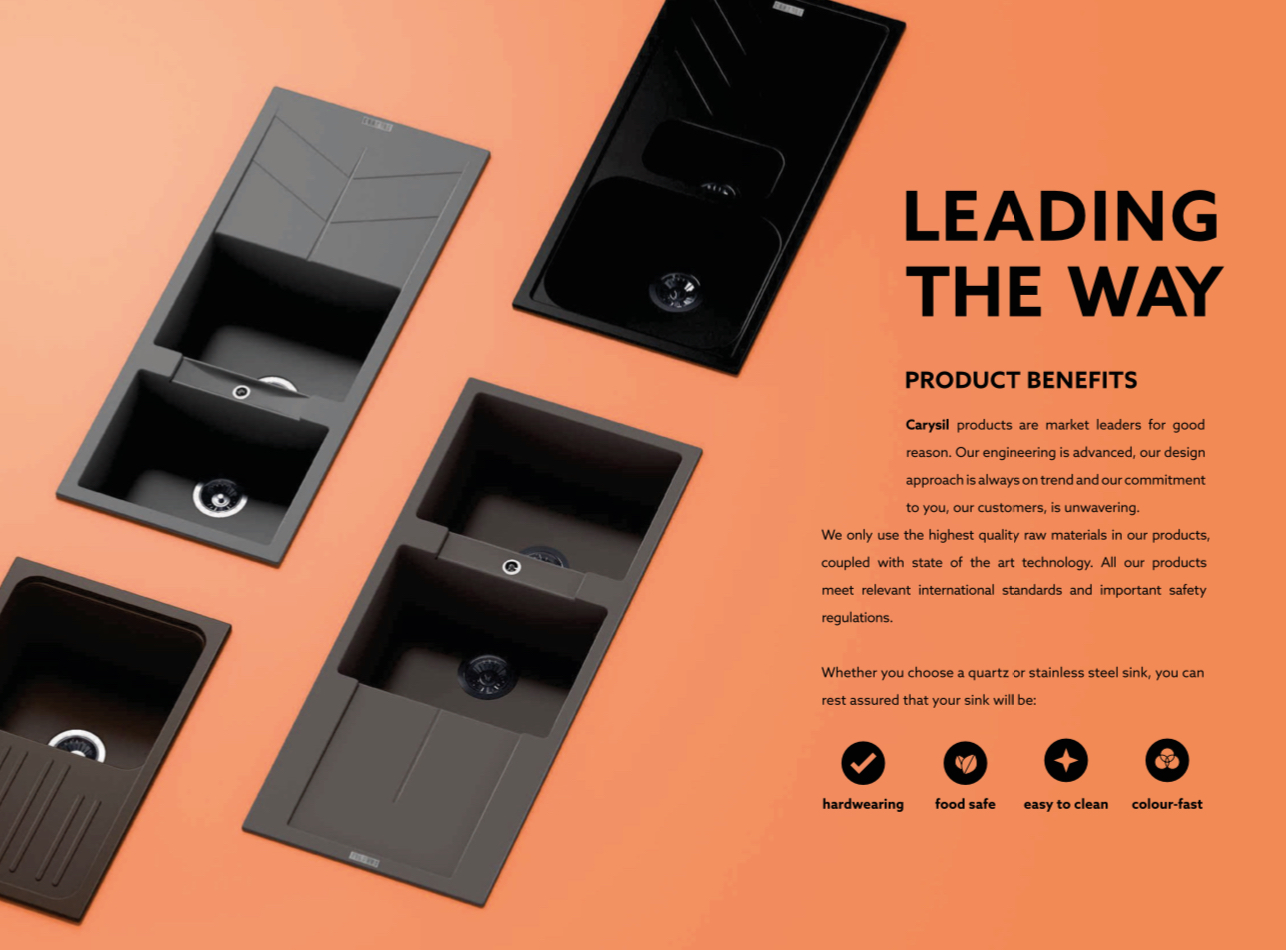 LEADING
THE WAY
PRODUCT BENEFITS
Carysil products are market leaders for good
reason. Our engineering is advanced, our design
approach is always on trend and our commitment
to you, our customers, is unwavering.
We only use the highest quality raw materials in our products,
coupled with state of the art technology. All our products
meet relevant international standards and important safety
regulations.
Whether you choose a quartz or stainless steel sink, you can
rest assured that your sink will be:
hardwearing food safe easy to clean colour-fast